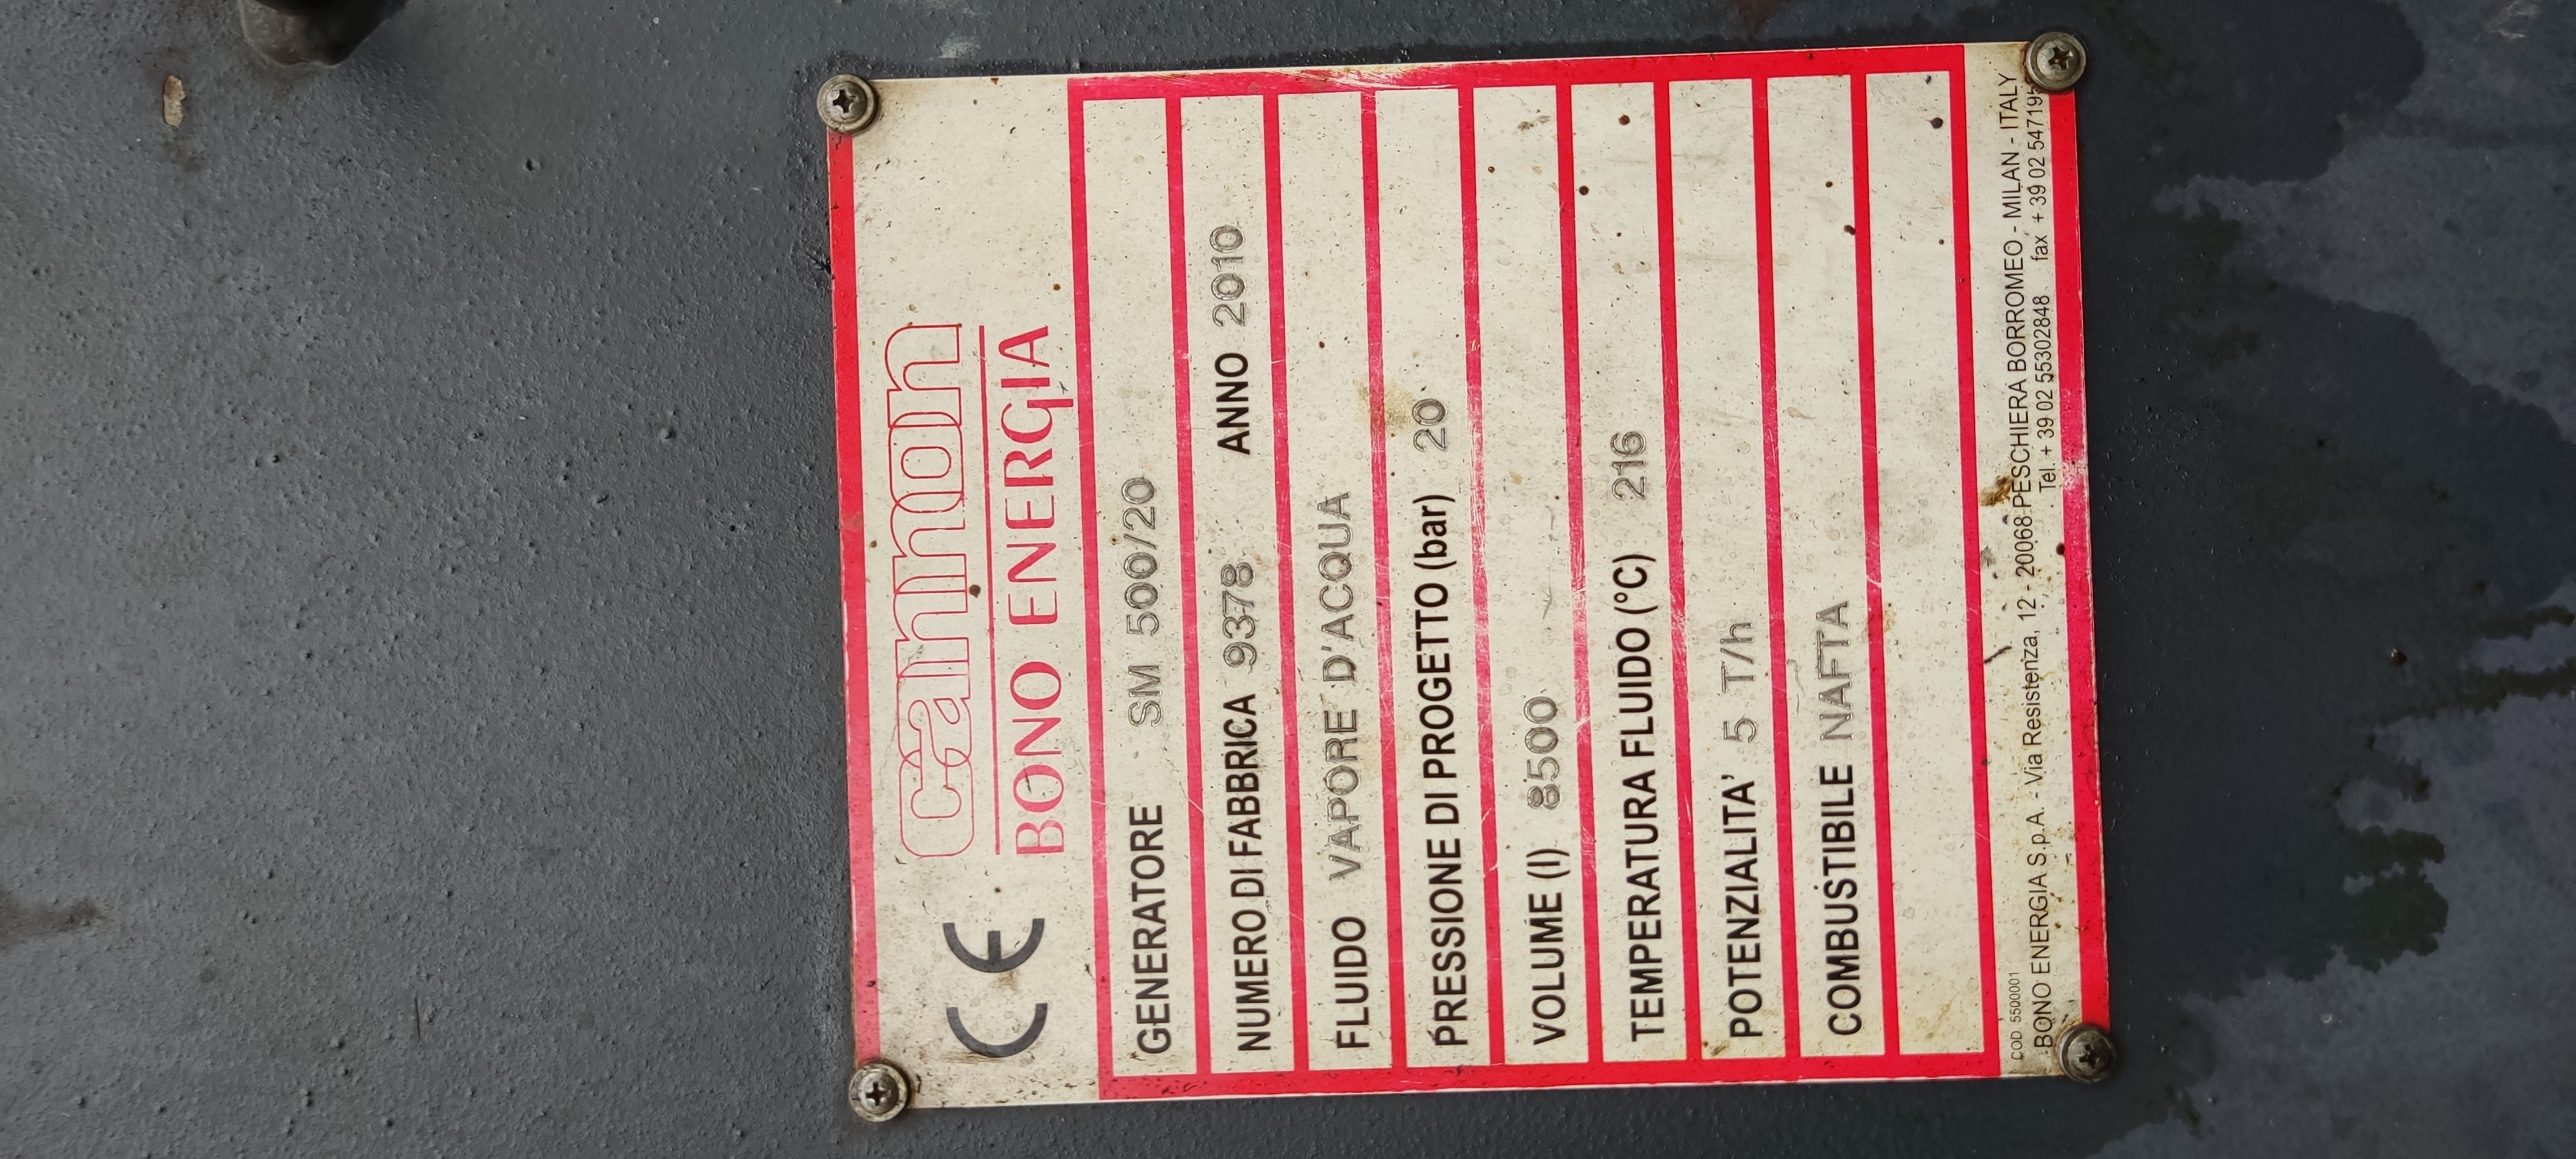 CE
cannon
BONO ENERGIA
GENERATORE SM 500/20
NUMERO DI FABBRICA 9378 ANNO 2010
FLUIDO VAPORE D'ACQUA
PRESSIONE DI PROGETTO (bar) 20
VOLUME (l) 8500
TEMPERATURA FLUIDO (°C) 216
POTENZIALITA' 5 T/h
COMBUSTIBILE NAFTA
COD 5500001
BONO ENERGIA S.p.A. - Via Resistenza, 12 - 20068 PESCHIERA BORROMEO - MILAN - ITALY
Tel. + 39 02 55302848 fax + 39 02 547195